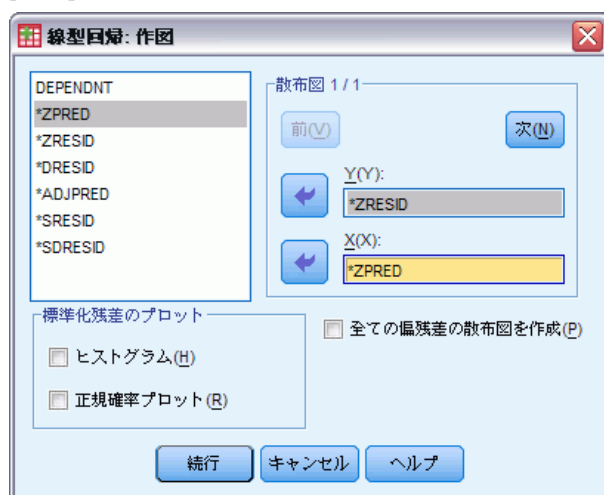 線型回帰: 作図
DEPENDNT
*ZPRED
*ZRESID
*DRESID
*ADJPRED
*SRESID
*SDRESID
散布図 1 / 1
前(V)
次(N)
Y(Y):
*ZRESID
X(X):
*ZPRED
標準化残差のプロット
ヒストグラム(H)
正規確率プロット(R)
全ての偏残差の散布図を作成(P)
続行
キャンセル
ヘルプ